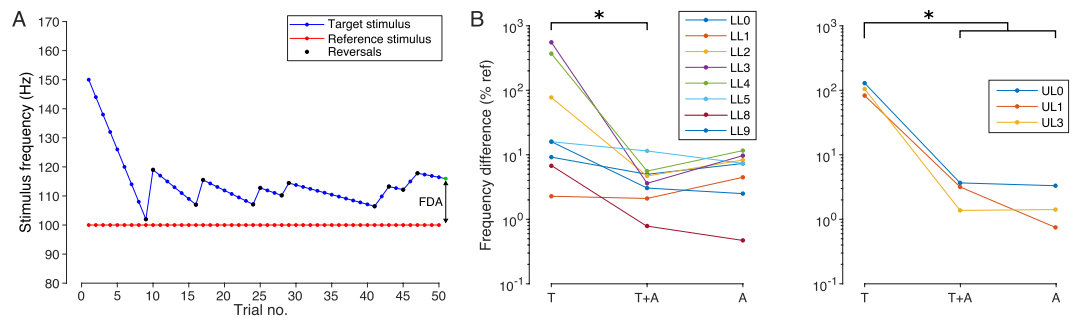 A
Stimulus frequency (Hz)
170
160
150
140
130
120
110
100
90
80
0
5
10
15
20
25
30
35
40
45
50
Trial no.
Target stimulus
Reference stimulus
Reversals
FDA
B
Frequency difference (% ref)
10^3
10^2
10^1
10^0
10^-1
*
LL0
LL1
LL2
LL3
LL4
LL5
LL8
LL9
T
T+A
A
10^3
10^2
10^1
10^0
10^-1
*
UL0
UL1
UL3
T
T+A
A